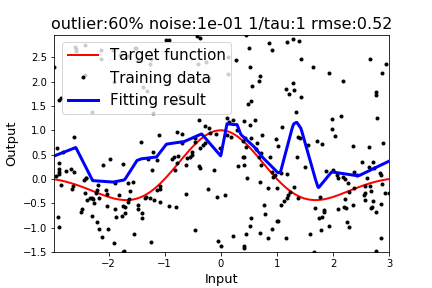 outlier:60% noise:1e-01 1/tau:1 rmse:0.52
Target function
Training data
Fitting result
Output
2.5
2.0
1.5
1.0
0.5
0.0
−0.5
−1.0
−1.5
−2
−1
0
1
2
3
Input